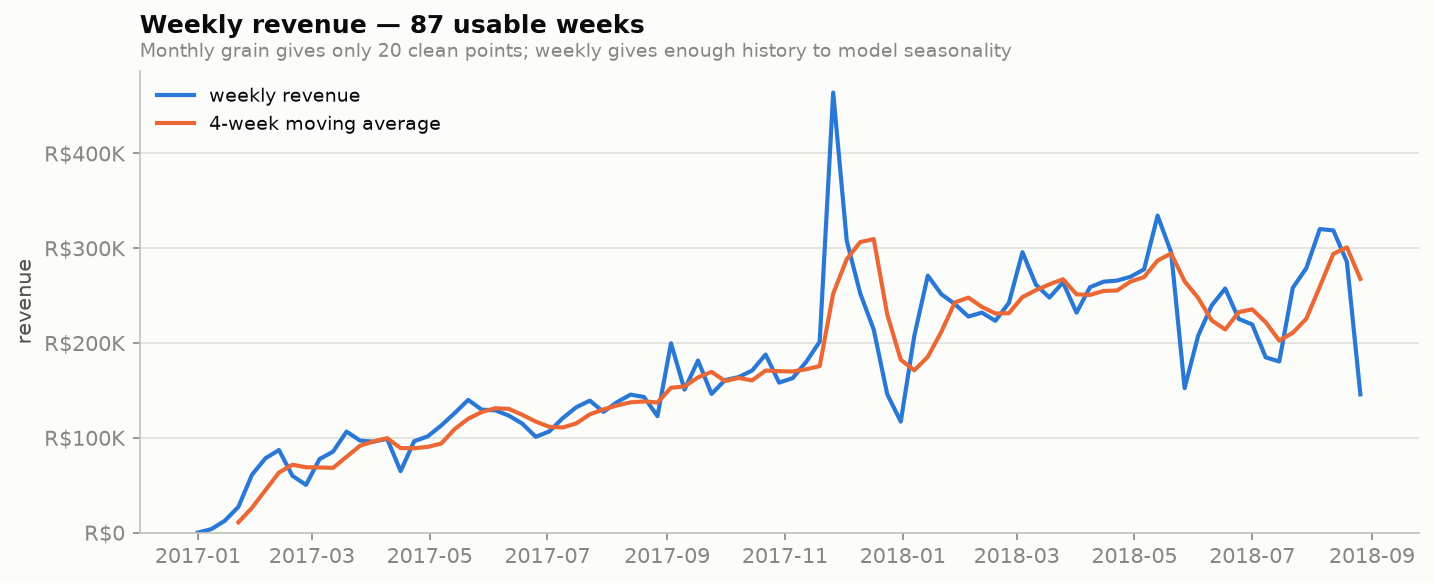 Weekly revenue — 87 usable weeks
Monthly grain gives only 20 clean points; weekly gives enough history to model seasonality
weekly revenue
4-week moving average
R$400K
R$300K
R$200K
R$100K
R$0
revenue
2017-01 2017-03 2017-05 2017-07 2017-09 2017-11 2018-01 2018-03 2018-05 2018-07 2018-09